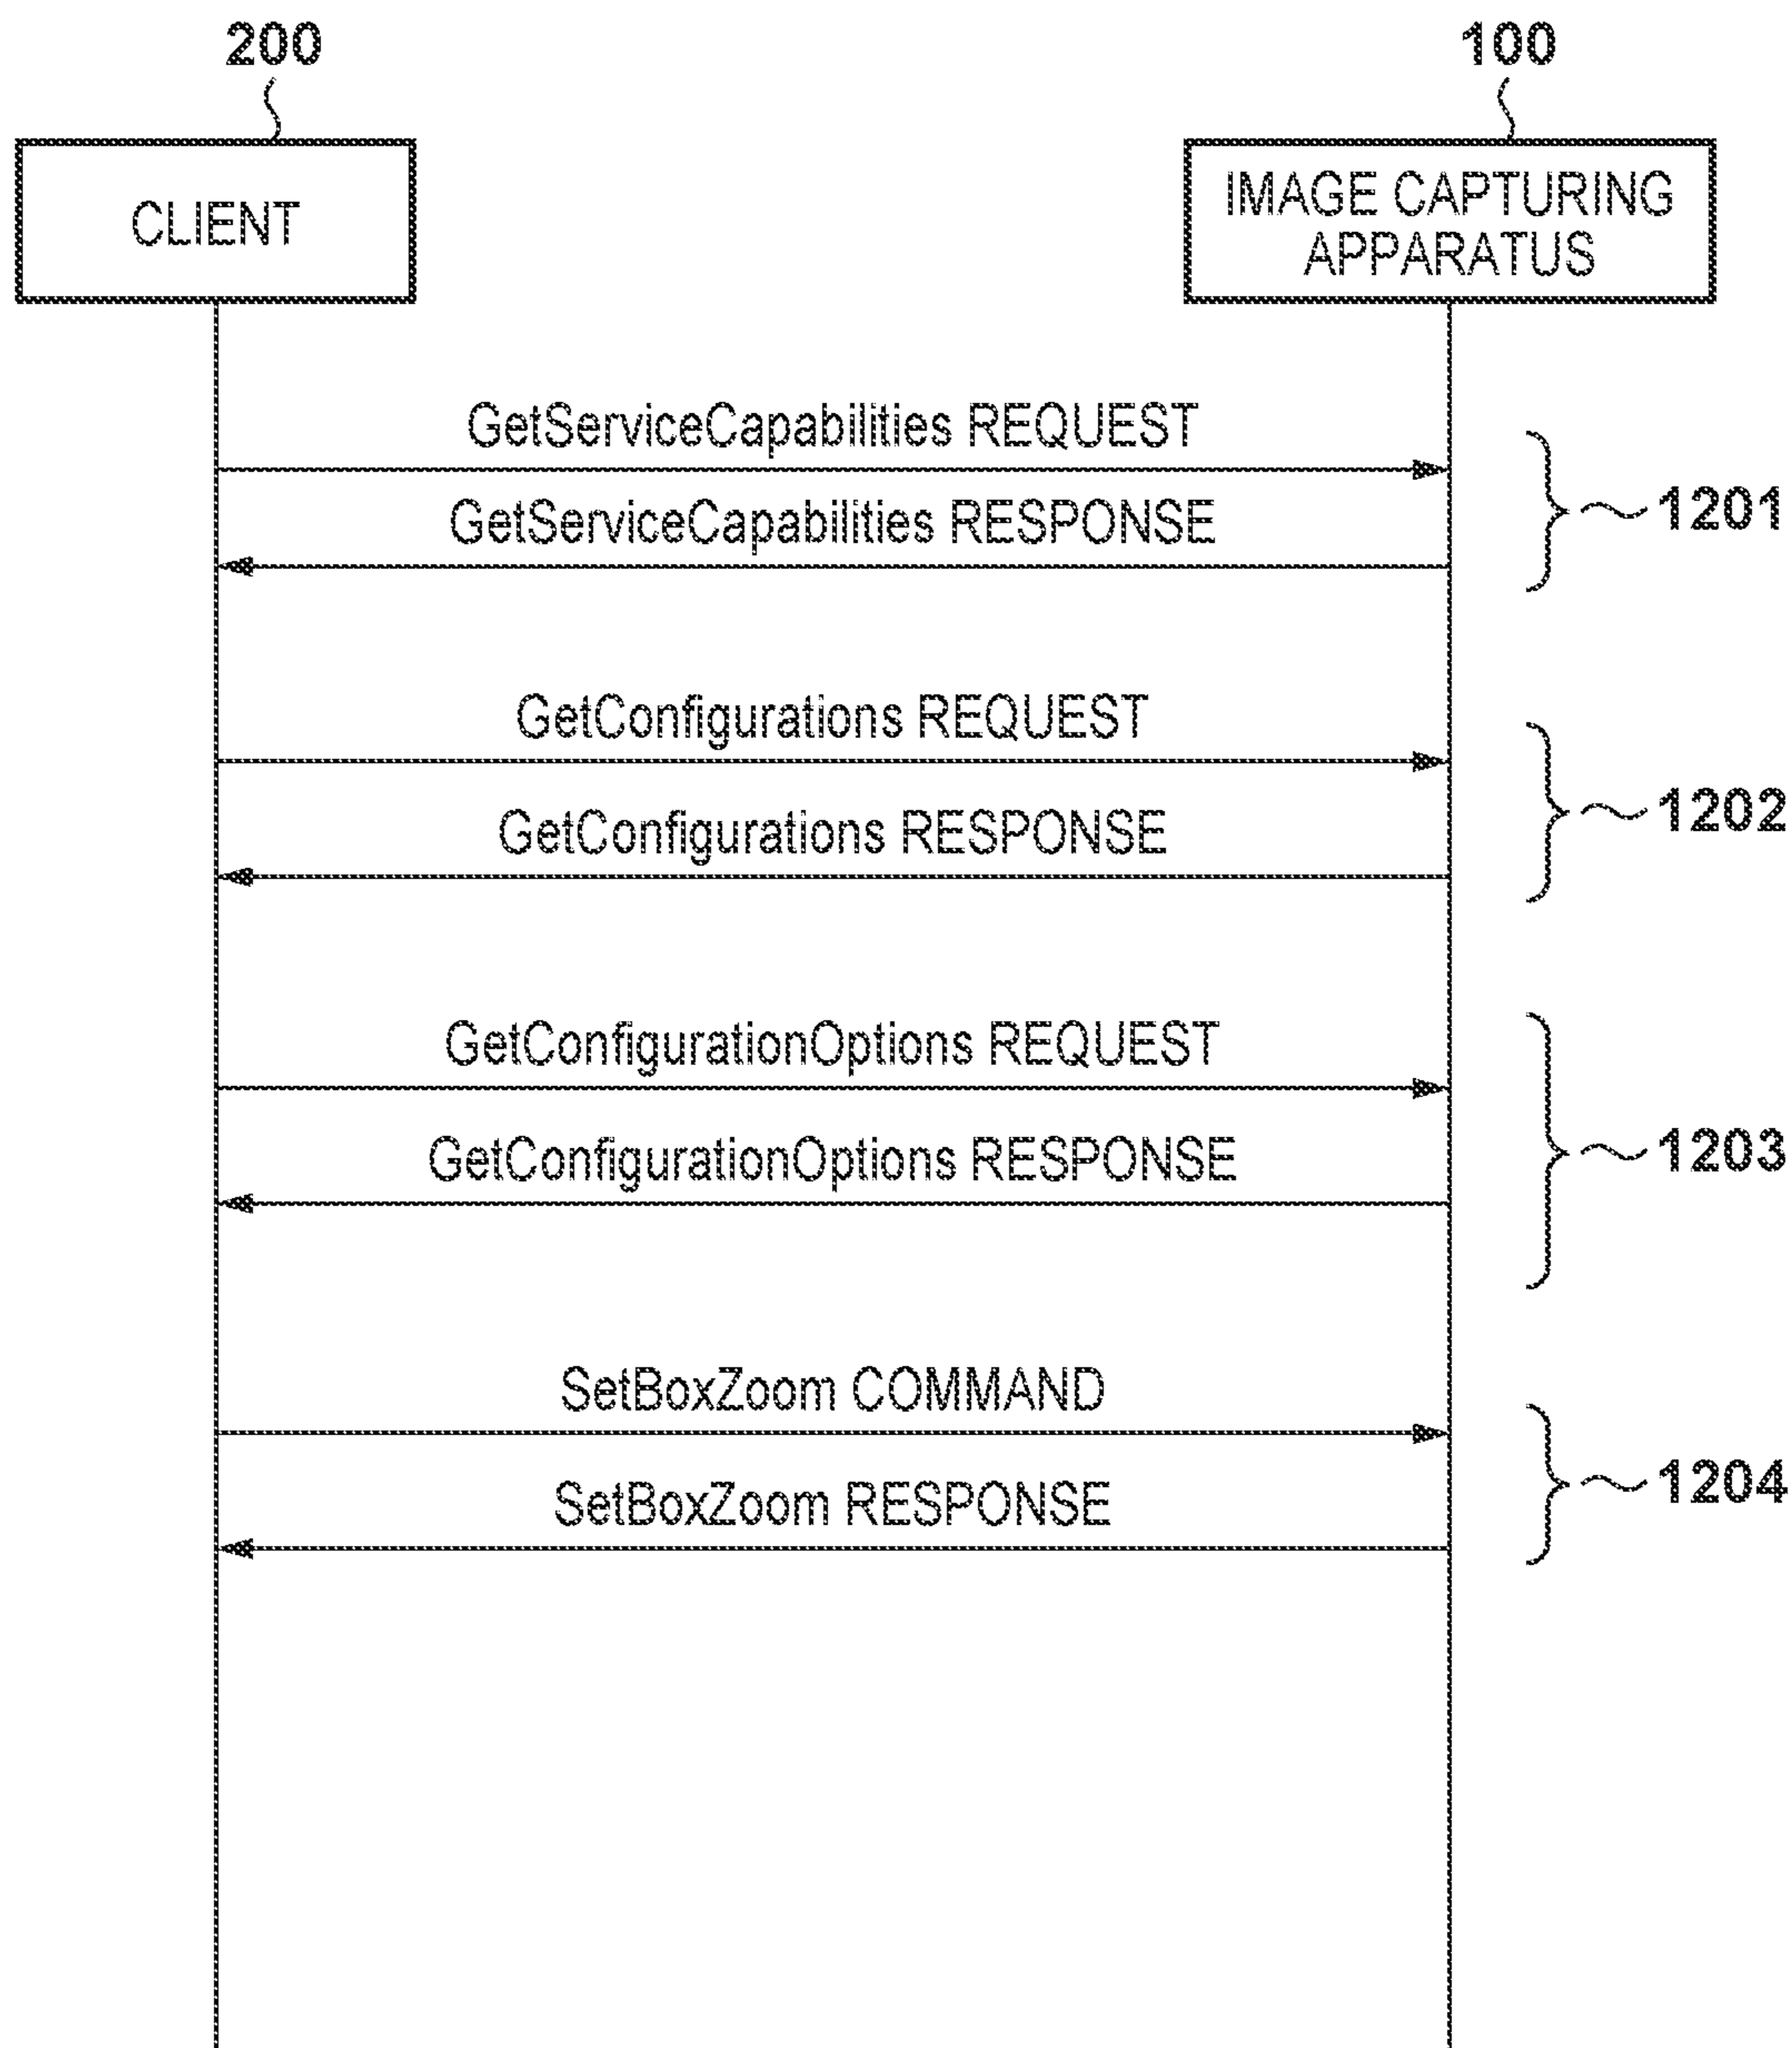 200
100
CLIENT
IMAGE CAPTURING
APPARATUS
GetServiceCapabilities REQUEST
GetServiceCapabilities RESPONSE
1201
GetConfigurations REQUEST
GetConfigurations RESPONSE
1202
GetConfigurationOptions REQUEST
GetConfigurationOptions RESPONSE
1203
SetBoxZoom COMMAND
SetBoxZoom RESPONSE
1204